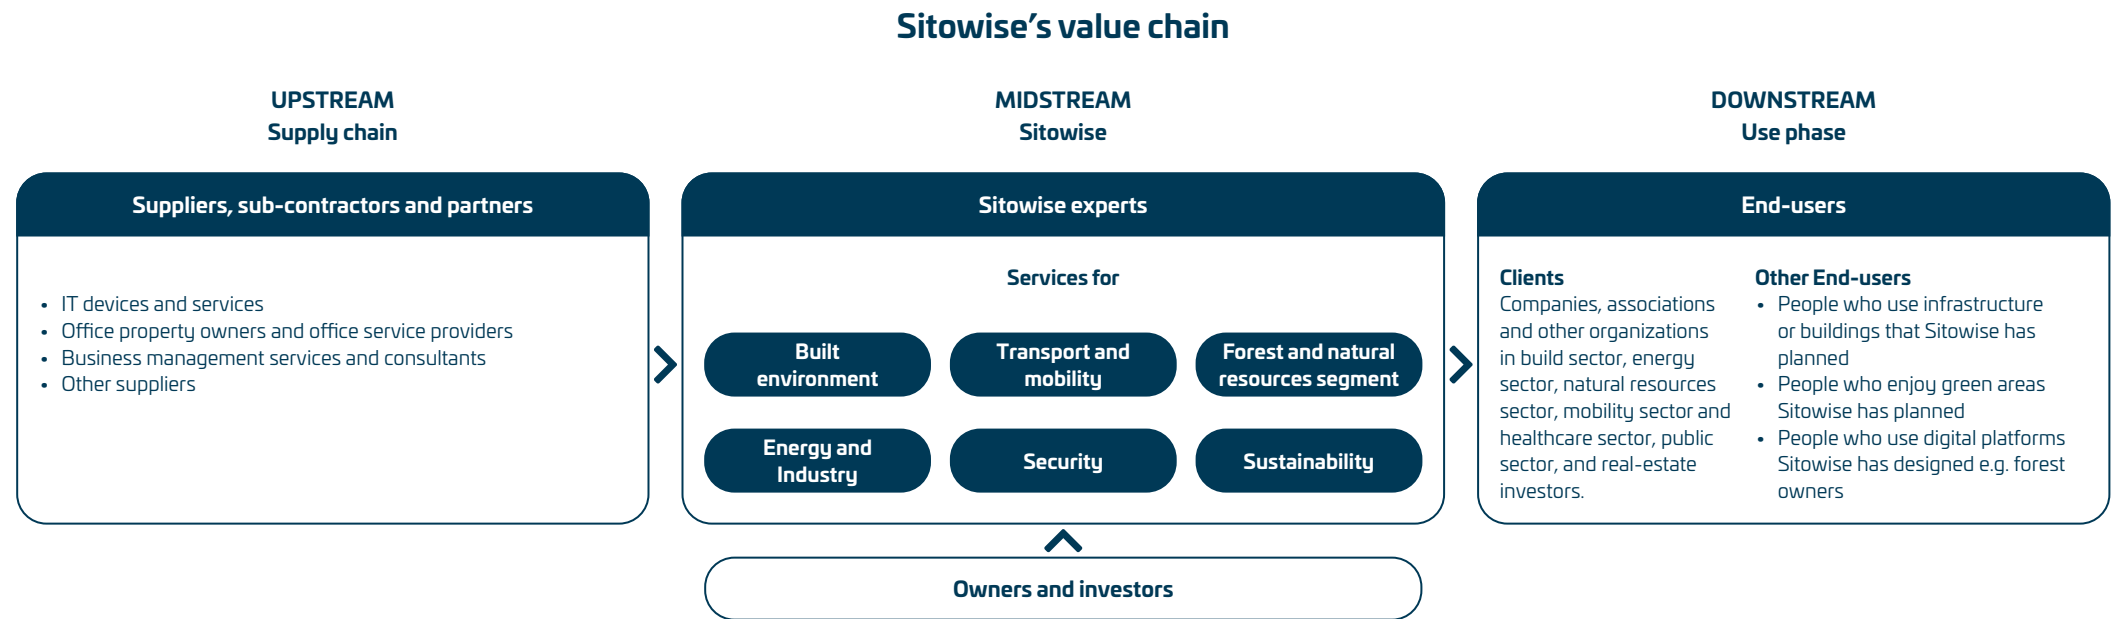 Sitowise’s value chain
UPSTREAM
Supply chain
Suppliers, sub-contractors and partners
• IT devices and services
• Office property owners and office service providers
• Business management services and consultants
• Other suppliers
MIDSTREAM
Sitowise
Sitowise experts
Services for
Built
environment
Transport and
mobility
Forest and natural
resources segment
Energy and
Industry
Security
Sustainability
Owners and investors
DOWNSTREAM
Use phase
End-users
Clients
Companies, associations
and other organizations
in build sector, energy
sector, natural resources
sector, mobility sector and
healthcare sector, public
sector, and real-estate
investors.
Other End-users
• People who use infrastructure
or buildings that Sitowise has
planned
• People who enjoy green areas
Sitowise has planned
• People who use digital platforms
Sitowise has designed e.g. forest
owners